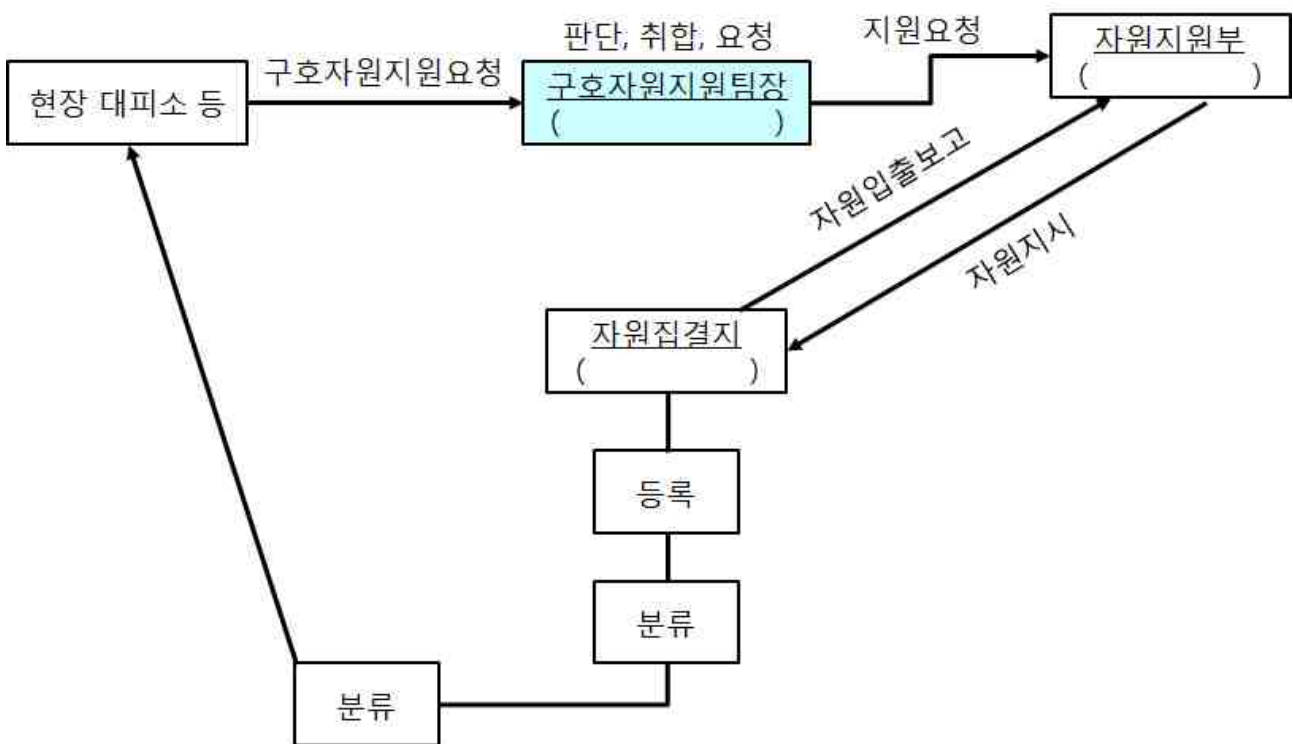 판단, 취합, 요청
지원요청
자원지원부
( )
구호자원지원요청
구호자원지원팀장
( )
현장 대피소 등
자원입출보고
자원지시
자원집결지
( )
등록
분류
분류